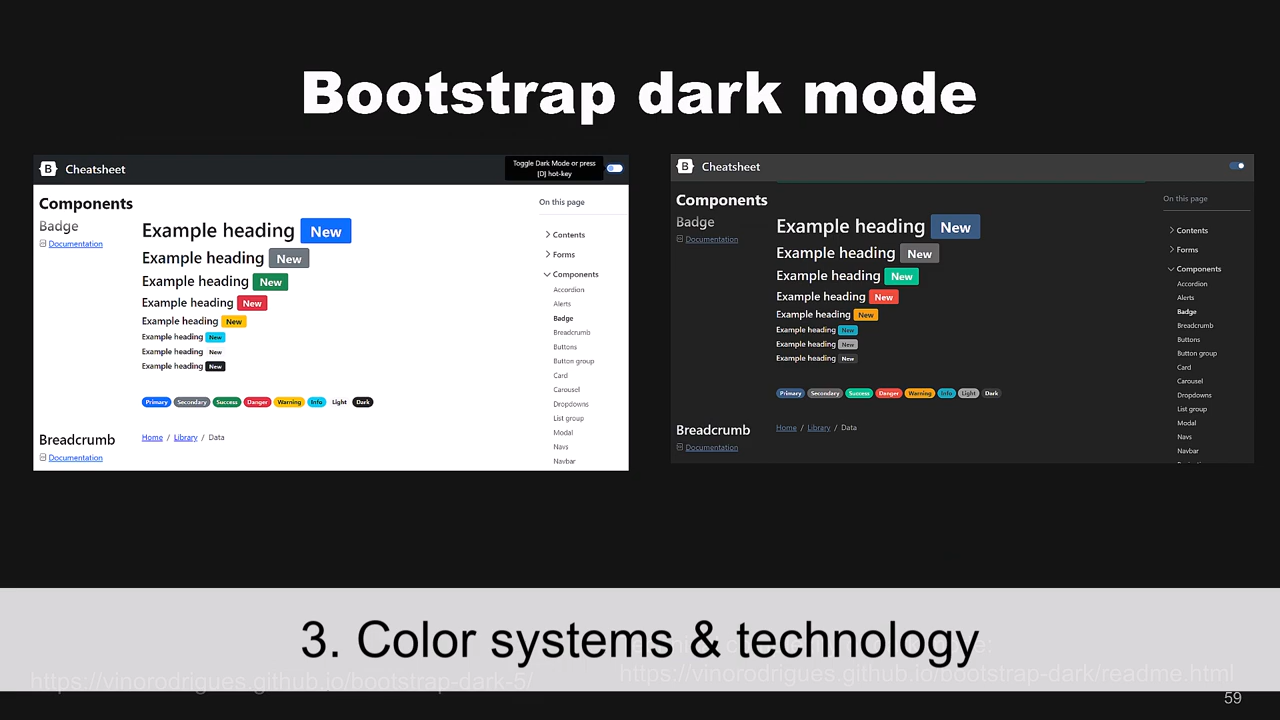 Bootstrap dark mode
B Cheatsheet
Toggle Dark Mode or press
[D] hot-key
Components
Badge
Documentation
Example heading New
Example heading New
Example heading New
Example heading New
Example heading New
Example heading New
Example heading New
Example heading New
Primary Secondary Success Danger Warning Info Light Dark
Breadcrumb
Home / Library / Data
Documentation
On this page
Contents
Forms
Components
Accordion
Alerts
Badge
Breadcrumb
Buttons
Button group
Card
Carousel
Dropdowns
List group
Modal
Navs
Navbar
B Cheatsheet
Components
Badge
Documentation
Example heading New
Example heading New
Example heading New
Example heading New
Example heading New
Example heading New
Example heading New
Example heading New
Primary Secondary Success Danger Warning Info Light Dark
Breadcrumb
Home / Library / Data
Documentation
On this page
Contents
Forms
Components
Accordion
Alerts
Badge
Breadcrumb
Buttons
Button group
Card
Carousel
Dropdowns
List group
Modal
Navs
Navbar
3. Color systems & technology
https://vinorodrigues.github.io/bootstrap-dark-5/
https://vinorodrigues.github.io/bootstrap-dark/readme.html
59